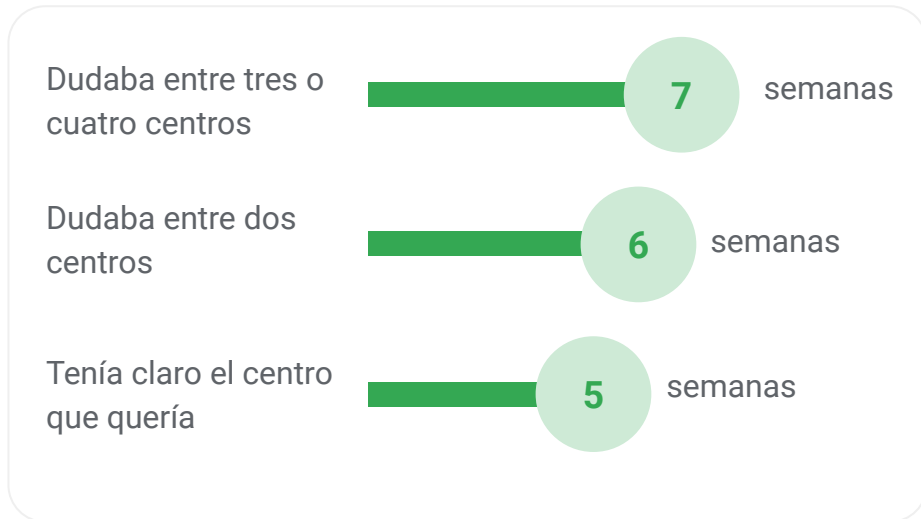 Dudaba entre tres o
cuatro centros
7
semanas
Dudaba entre dos
centros
6
semanas
Tenía claro el centro
que quería
5
semanas